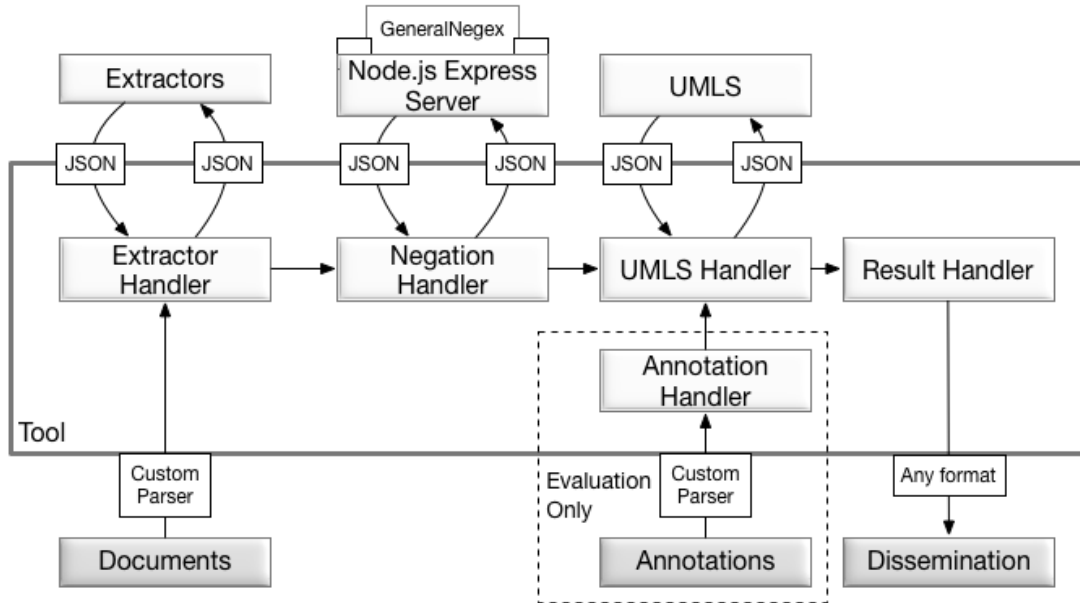 GeneralNegex
Extractors
Node.js Express
Server
UMLS
JSON
JSON
JSON
JSON
JSON
JSON
Extractor
Handler
Negation
Handler
UMLS Handler
Result Handler
Annotation
Handler
Tool
Custom
Parser
Evaluation
Only
Custom
Parser
Any format
Documents
Annotations
Dissemination